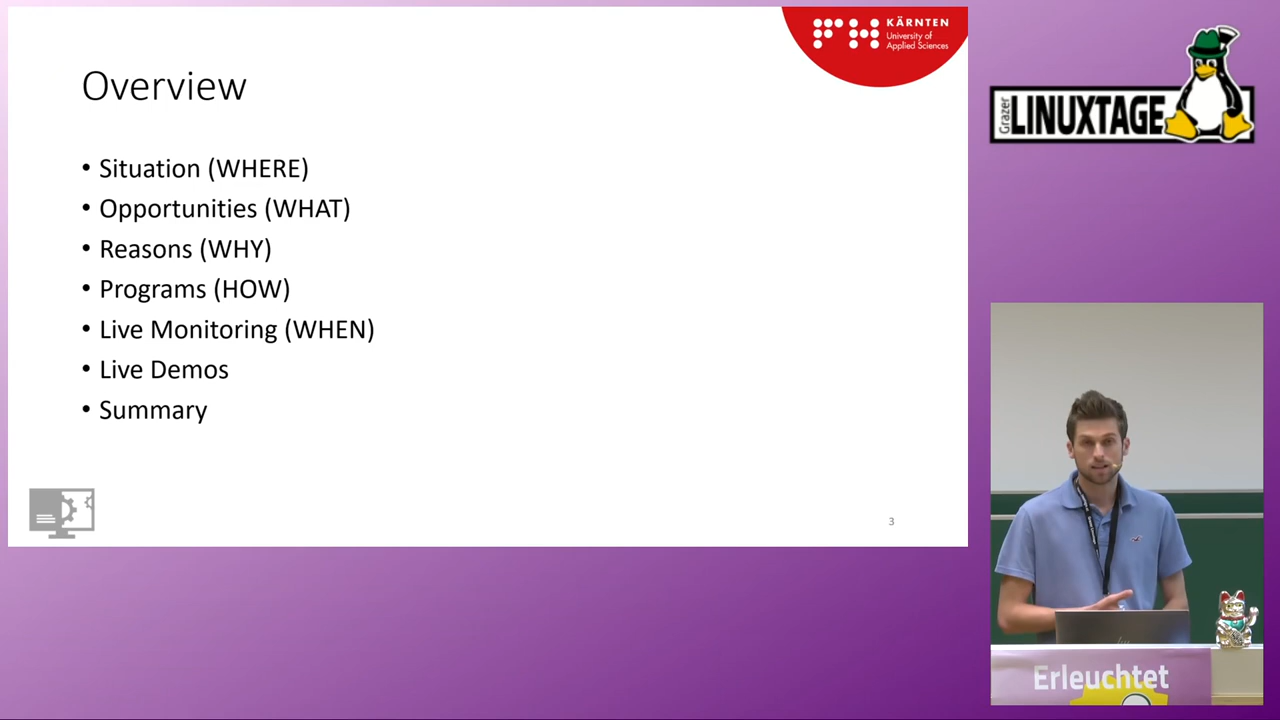 KÄRNTEN
University of
Applied Sciences
Overview
• Situation (WHERE)
• Opportunities (WHAT)
• Reasons (WHY)
• Programs (HOW)
• Live Monitoring (WHEN)
• Live Demos
• Summary
3
Grazer
LINUXTAGE
Erleuchtet